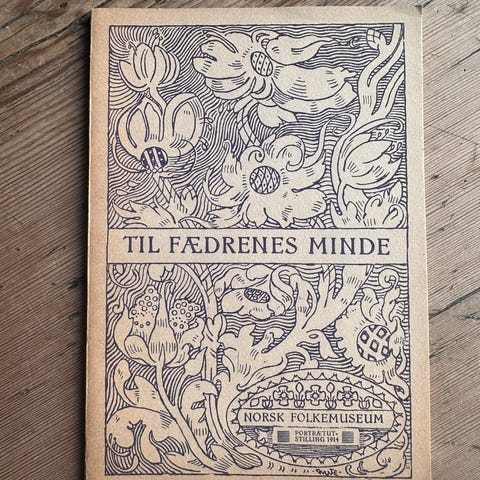 TIL FÆDRENES MINDE
NORSK FOLKEMUSEUM
PORTRÆTUT-
STILLING 1914